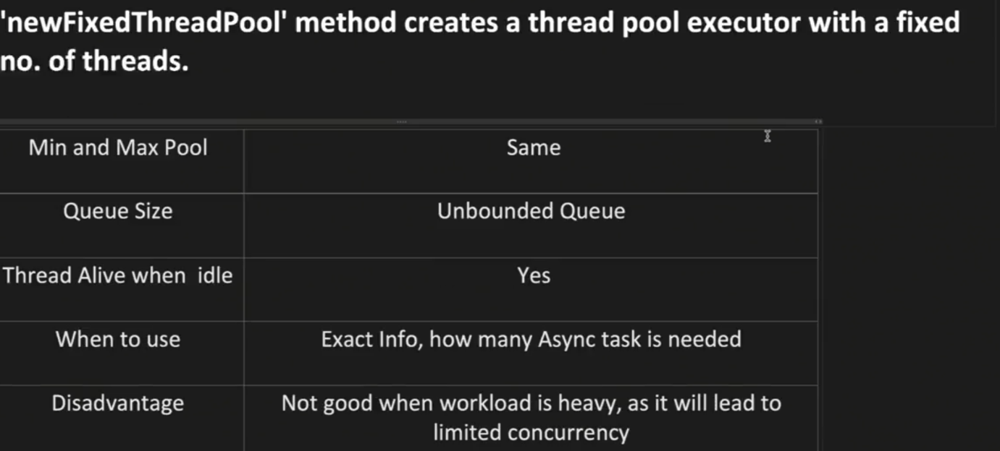 'newFixedThreadPool' method creates a thread pool executor with a fixed
no. of threads.
Min and Max Pool
Same
Queue Size
Unbounded Queue
Thread Alive when  idle
Yes
When to use
Exact Info, how many Async task is needed
Disadvantage
Not good when workload is heavy, as it will lead to
limited concurrency